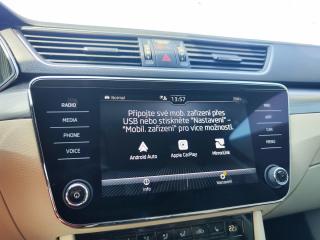 Normal
13:57
RADIO
MEDIA
PHONE
VOICE
NAV
CAR
MENU
Připojte své mob. zařízení přes
USB nebo stiskněte "Nastavení" –
"Mobil. zařízení" pro více možností.
Android Auto
Apple CarPlay
MirrorLink
Info
Nastavení